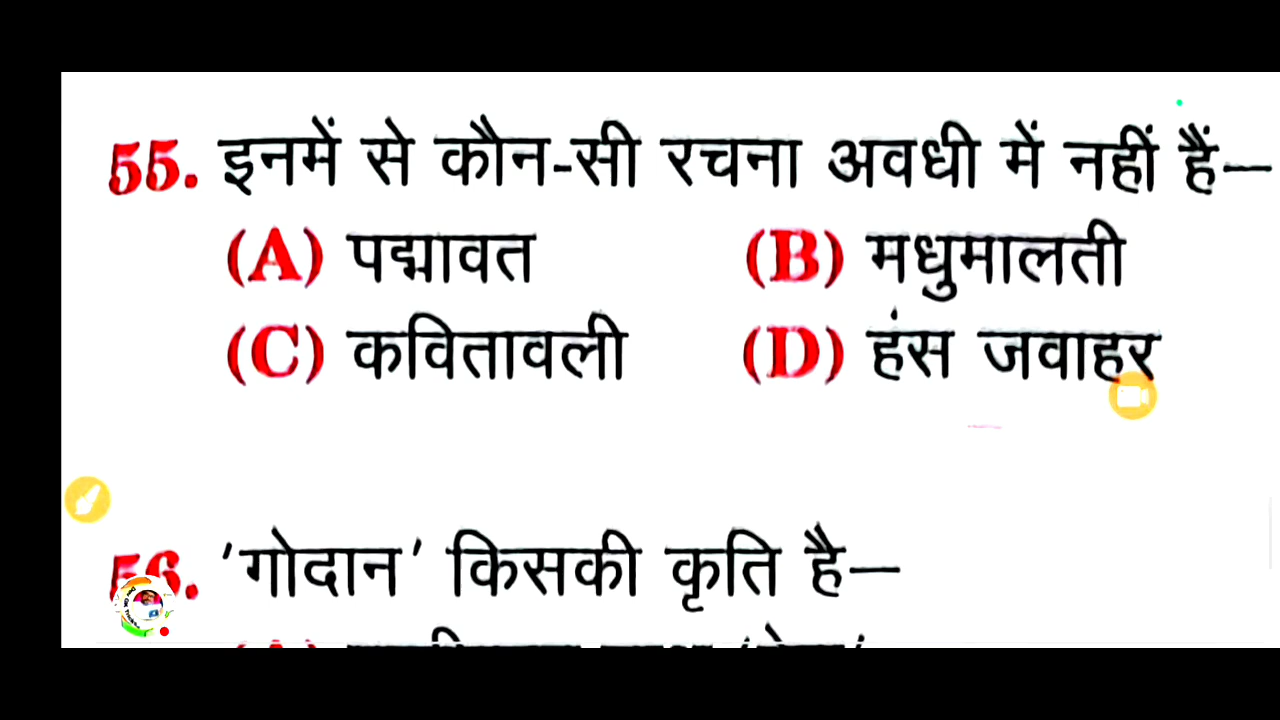 55. इनमें से कौन-सी रचना अवधी में नहीं हैं—
(A) पद्मावत (B) मधुमालती
(C) कवितावली (D) हंस जवाहर
56. 'गोदान' किसकी कृति है—